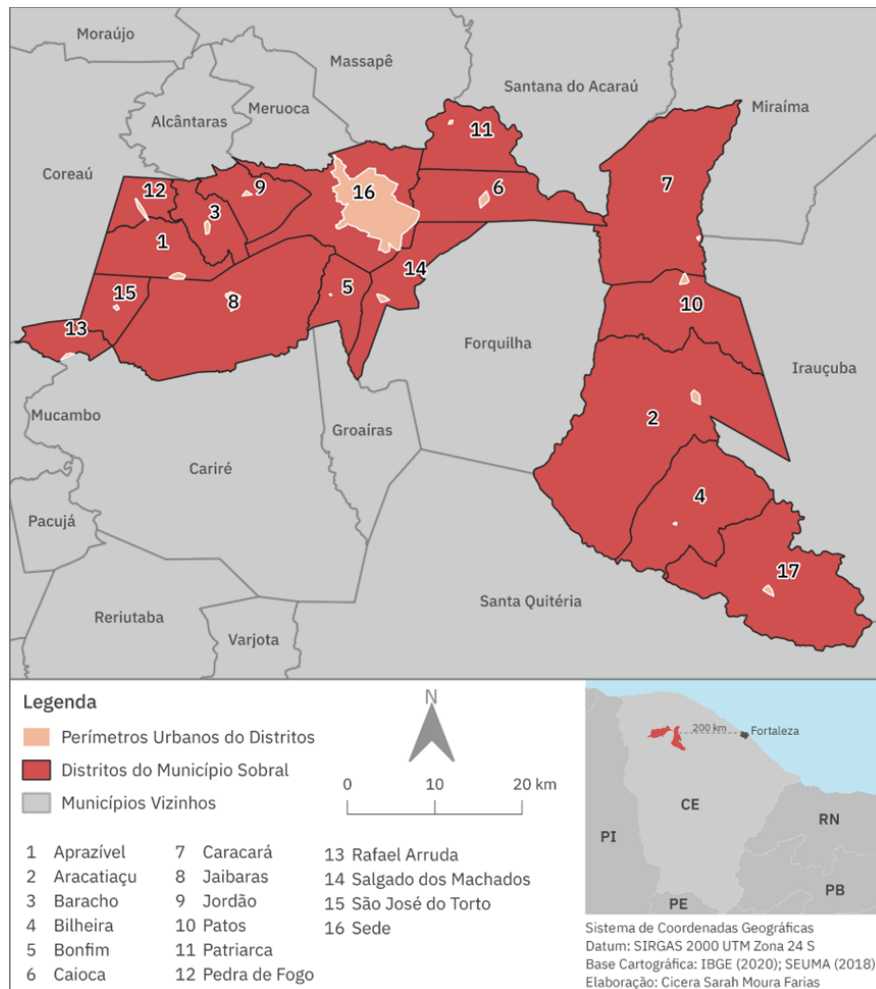 Moraújo
Massapê
Santana do Acaraú
Miraíma
Meruoca
Alcântaras
Coreaú
11
12
9
16
7
6
3
1
14
15
5
8
10
13
Forquilha
Irauçuba
Mucambo
Groaíras
2
Cariré
4
Pacujá
17
Santa Quitéria
Reriutaba
Varjota
Legenda
Perímetros Urbanos do Distritos
Distritos do Município Sobral
Municípios Vizinhos
N
0 10 20 km
1 Aprazível
2 Aracatiaçu
3 Baracho
4 Bilheira
5 Bonfim
6 Caioca
7 Caracará
8 Jaibaras
9 Jordão
10 Patos
11 Patriarca
12 Pedra de Fogo
13 Rafael Arruda
14 Salgado dos Machados
15 São José do Torto
16 Sede
200 km
Fortaleza
CE
RN
PI
PB
PE
Sistema de Coordenadas Geográficas
Datum: SIRGAS 2000 UTM Zona 24 S
Base Cartográfica: IBGE (2020); SEUMA (2018)
Elaboração: Cicera Sarah Moura Farias